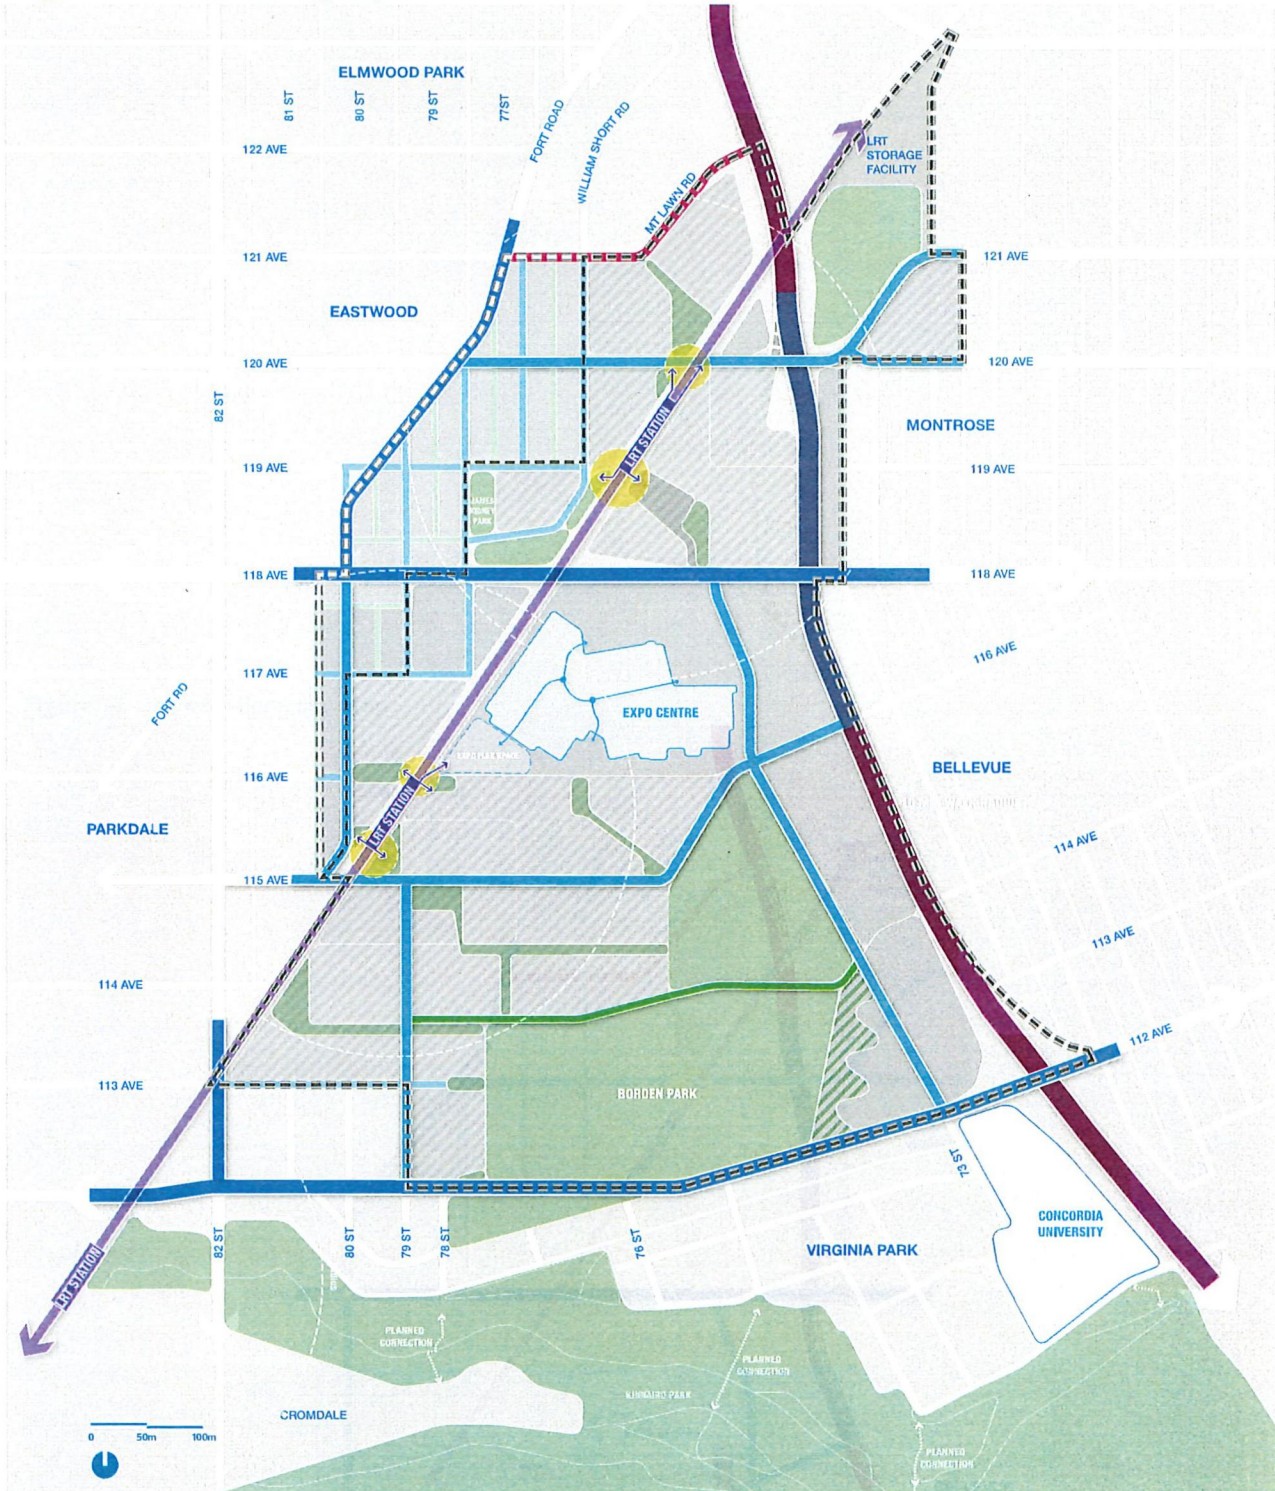 ELMWOOD PARK
81 ST
80 ST
79 ST
77ST
FORT ROAD
WILLIAM SHORT RD
122 AVE
LRT
STORAGE
FACILITY
MT LAWN RD
121 AVE
121 AVE
EASTWOOD
120 AVE
120 AVE
82 ST
LRT STATION
MONTROSE
119 AVE
119 AVE
JAMES
KIDNEY
PARK
118 AVE
118 AVE
116 AVE
117 AVE
FORT RD
EXPO CENTRE
116 AVE
BELLEVUE
LRT STATION
PARKDALE
114 AVE
115 AVE
113 AVE
114 AVE
112 AVE
113 AVE
BORDEN PARK
73 ST
CONCORDIA
UNIVERSITY
82 ST
80 ST
79 ST
78 ST
76 ST
VIRGINIA PARK
LRT STATION
PLANNED
CONNECTION
PLANNED
CONNECTION
KINNAIRD PARK
CROMDALE
0 50m 100m
PLANNED
CONNECTION